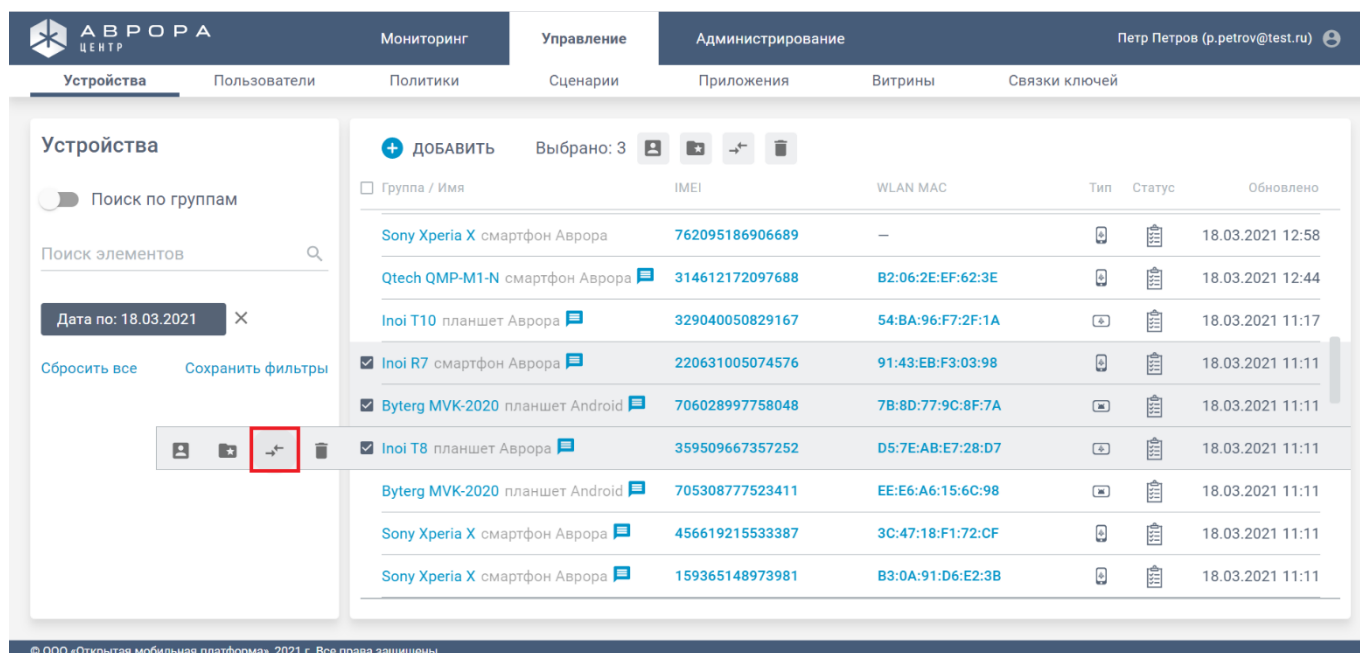 АВРОРА
ЦЕНТР
Мониторинг Управление Администрирование Петр Петров (p.petrov@test.ru)
Устройства Пользователи Политики Сценарии Приложения Витрины Связки ключей
Устройства
Поиск по группам
Поиск элементов
Дата по: 18.03.2021
Сбросить все Сохранить фильтры
ДОБАВИТЬ Выбрано: 3
Группа / Имя IMEI WLAN MAC Тип Статус Обновлено
Sony Xperia X смартфон Аврора 762095186906689 — 18.03.2021 12:58
Qtech QMP-M1-N смартфон Аврора 314612172097688 B2:06:2E:EF:62:3E 18.03.2021 12:44
Inoi T10 планшет Аврора 329040050829167 54:BA:96:F7:2F:1A 18.03.2021 11:17
Inoi R7 смартфон Аврора 220631005074576 91:43:EB:F3:03:98 18.03.2021 11:11
Byterg MVK-2020 планшет Android 706028997758048 7B:8D:77:9C:8F:7A 18.03.2021 11:11
Inoi T8 планшет Аврора 359509667357252 D5:7E:AB:E7:28:D7 18.03.2021 11:11
Byterg MVK-2020 планшет Android 705308777523411 EE:E6:A6:15:6C:98 18.03.2021 11:11
Sony Xperia X смартфон Аврора 456619215533387 3C:47:18:F1:72:CF 18.03.2021 11:11
Sony Xperia X смартфон Аврора 159365148973981 B3:0A:91:D6:E2:3B 18.03.2021 11:11
© ООО «Открытая мобильная платформа», 2021 г. Все права защищены